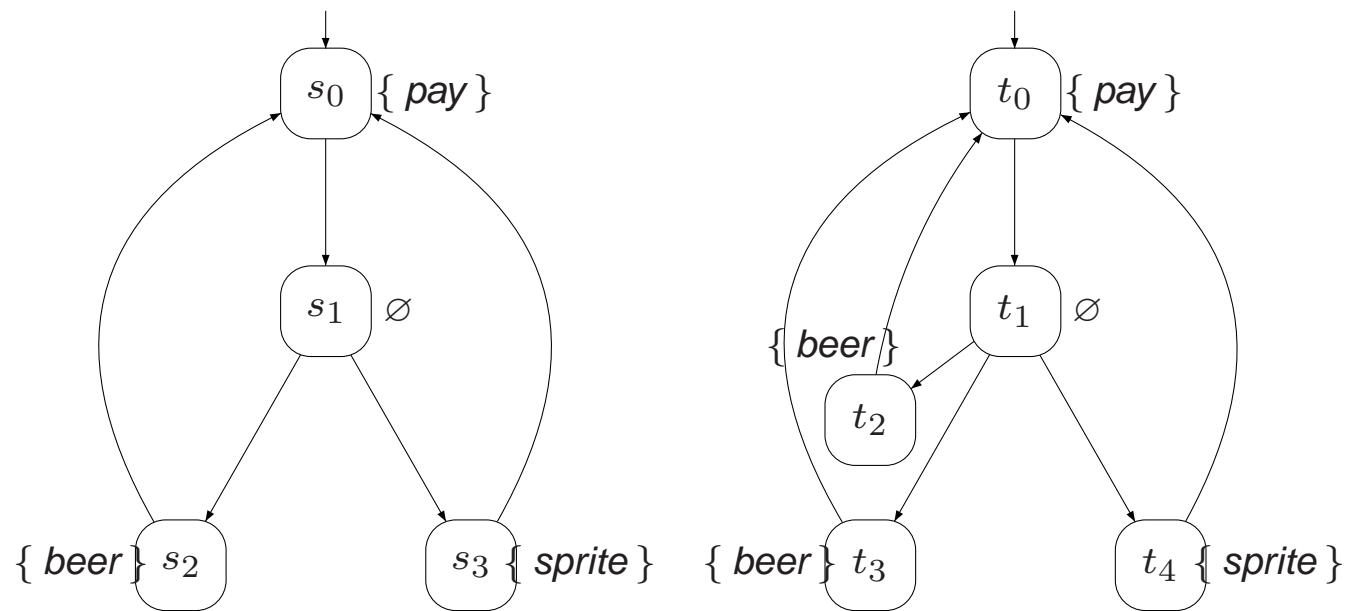 s0 { pay }
s1 ∅
{ beer } s2
s3 { sprite }
t0 { pay }
t1 ∅
{ beer }
t2
{ beer } t3
t4 { sprite }